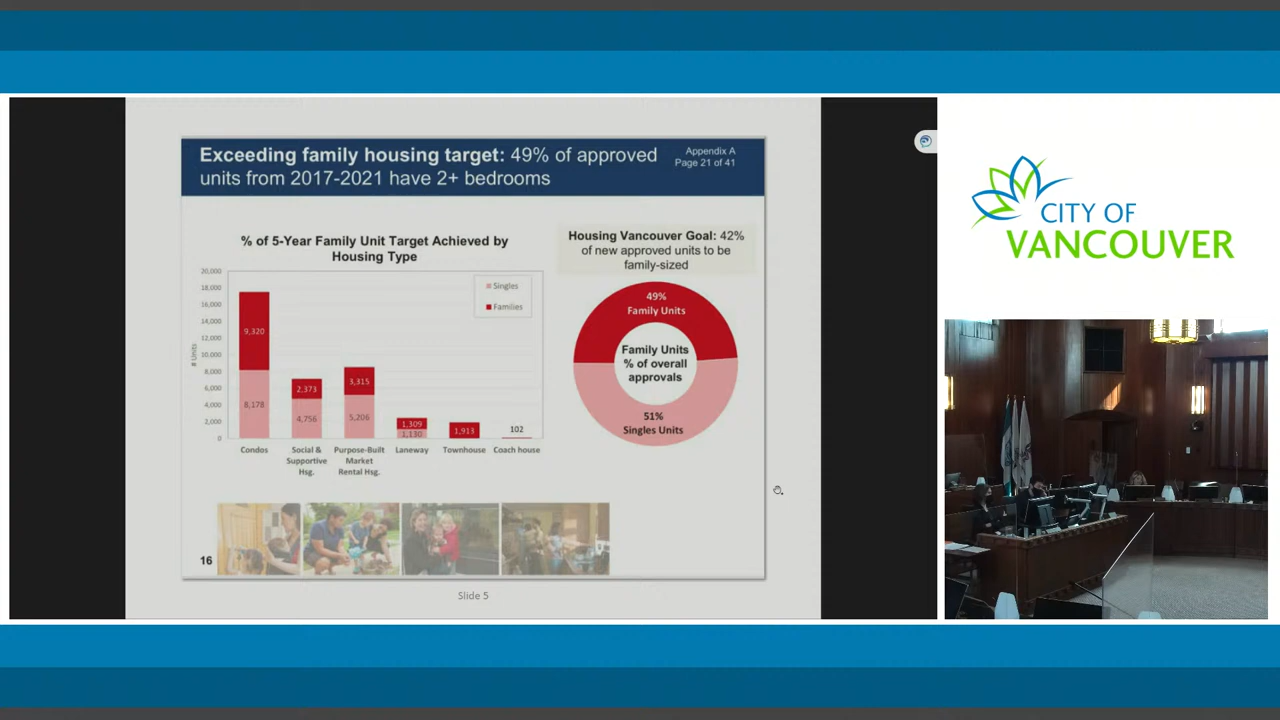 Exceeding family housing target: 49% of approved
units from 2017-2021 have 2+ bedrooms
Appendix A
Page 21 of 41
% of 5-Year Family Unit Target Achieved by
Housing Type
# Units
20,000
18,000
16,000
14,000
12,000
10,000
8,000
6,000
4,000
2,000
0
Singles
Families
9,320
8,178
2,373
4,756
3,315
5,206
1,309
1,130
1,913
102
Condos
Social &
Supportive
Hsg.
Purpose-Built
Market
Rental Hsg.
Laneway
Townhouse
Coach house
Housing Vancouver Goal: 42%
of new approved units to be
family-sized
49%
Family Units
Family Units
% of overall
approvals
51%
Singles Units
16
Slide 5
CITY OF
VANCOUVER